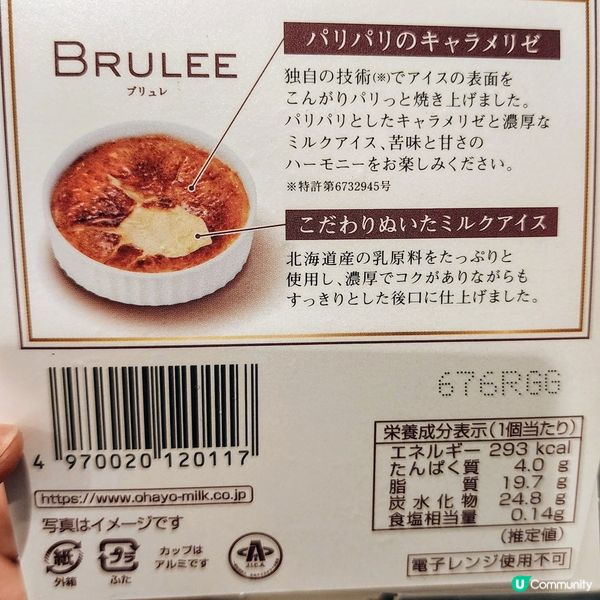 BRULEE
ブリュレ
パリパリのキャラメリゼ
独自の技術(※)でアイスの表面を
こんがりパリっと焼き上げました。
パリパリとしたキャラメリゼと濃厚な
ミルクアイス、苦味と甘さの
ハーモニーをお楽しみください。
※特許第6732945号
こだわりぬいたミルクアイス
北海道産の乳原料をたっぷりと
使用し、濃厚でコクがありながらも
すっきりとした後口に仕上げました。
676RGG
4 970020 120117
https://www.ohayo-milk.co.jp
写真はイメージです
紙
外箱
プラ
ふた
カップは
アルミです
J.I.C.A.
栄養成分表示(1個当たり)
エネルギー 293 kcal
たんぱく質 4.0 g
脂質 19.7 g
炭水化物 24.8 g
食塩相当量 0.14g
(推定値)
電子レンジ使用不可
U Community